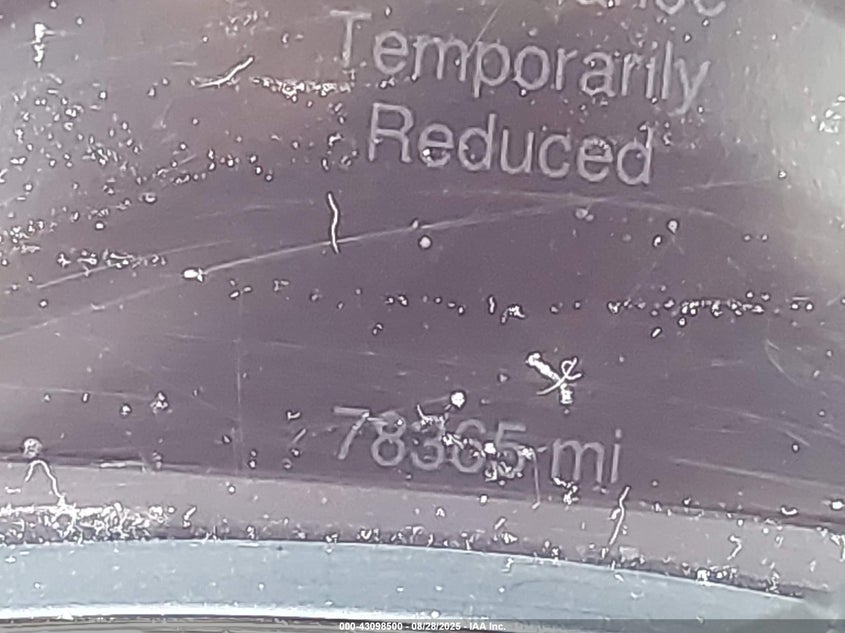 Temporarily
Reduced
78365 mi
000-43098500 - 08/28/2025 - IAA Inc.